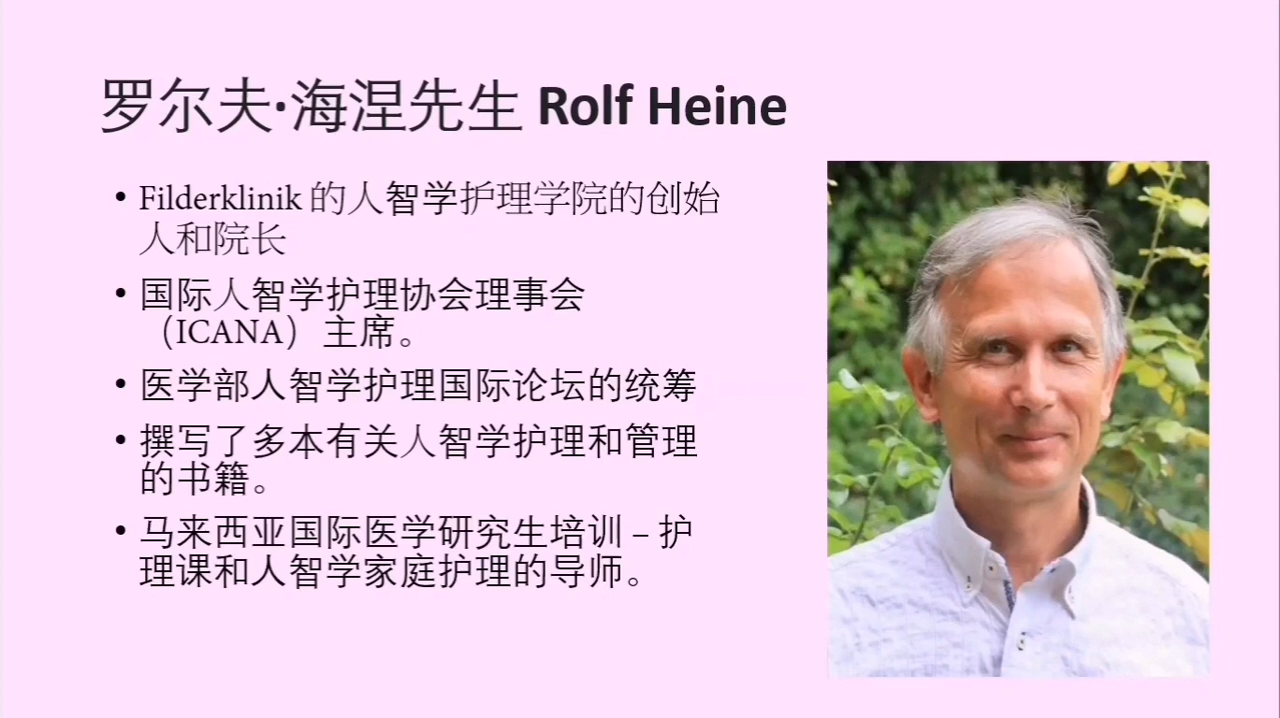 罗尔夫·海涅先生 Rolf Heine
• Filderklinik 的人智学护理学院的创始
人和院长
• 国际人智学护理协会理事会
（ICANA）主席。
• 医学部人智学护理国际论坛的统筹
• 撰写了多本有关人智学护理和管理
的书籍。
• 马来西亚国际医学研究生培训 – 护
理课和人智学家庭护理的导师。